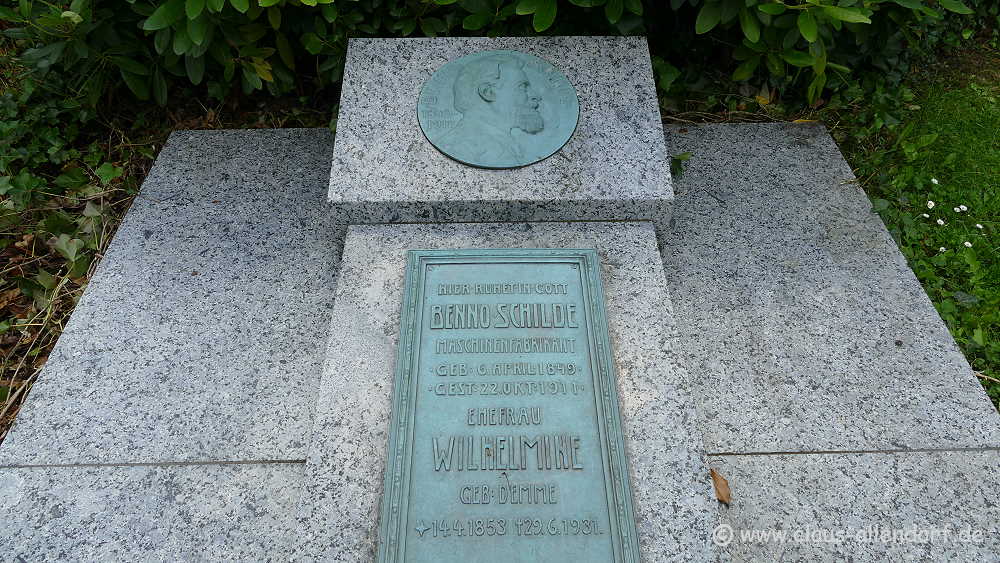 HIER·RUHET·IN·GOTT
BENNO·SCHILDE
MASCHINENFABRIKANT
·GEB·6.APRIL·1849·
·GEST·22.OKT·1911·
EHEFRAU
WILHELMINE
GEB·DEMME
14.4.1853 †29.6.1931.
© www.claus-allendorf.de